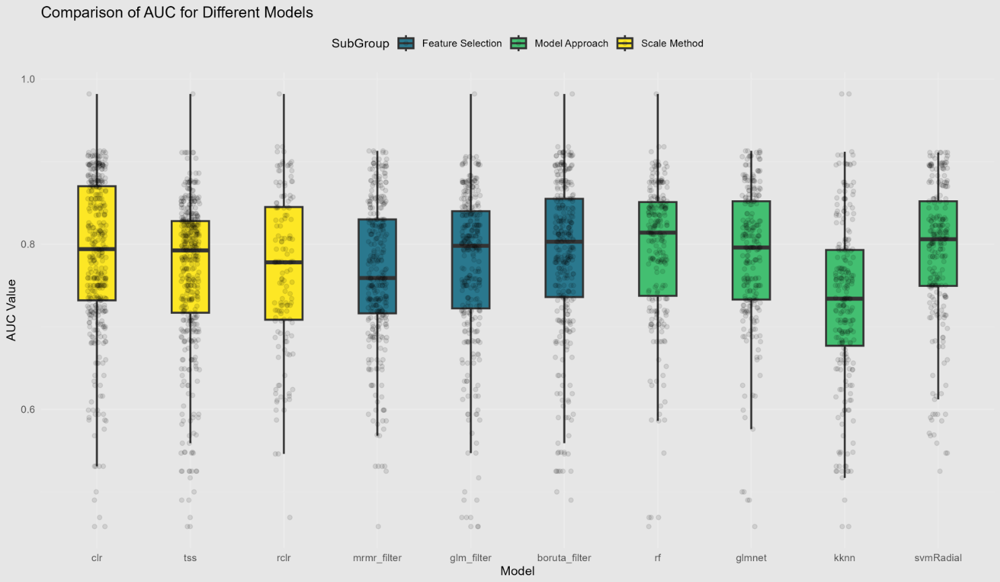 Comparison of AUC for Different Models
SubGroup Feature Selection Model Approach Scale Method
1.0
0.8
0.6
AUC Value
clr tss rclr mrmr_filter glm_filter boruta_filter rf glmnet kknn svmRadial
Model